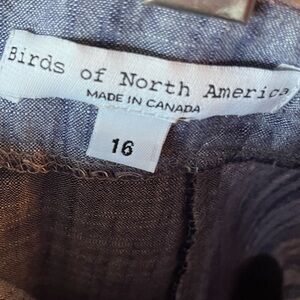 Birds of North America
MADE IN CANADA
16